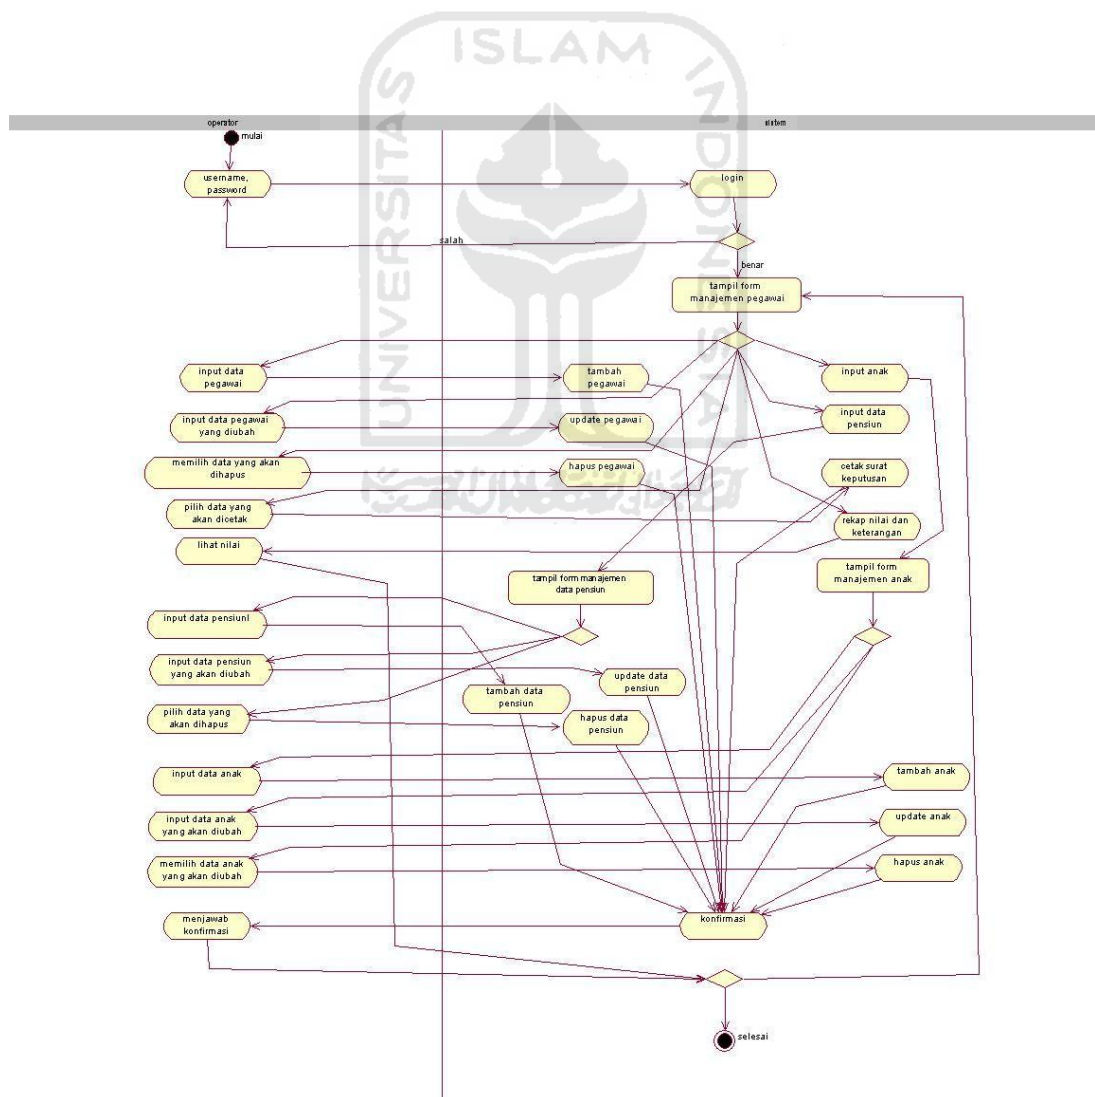 ISLAM
UNIVERSITAS
INDONESIA
operator
sistem
mulai
username,
password
login
salah
benar
tampil form
manajemen pegawai
input data
pegawai
tambah
pegawai
input anak
input data pegawai
yang diubah
update pegawai
input data
pensiun
memilih data yang akan
dihapus
hapus pegawai
cetak surat
keputusan
pilih data yang
akan dicetak
rekap nilai dan
keterangan
lihat nilai
tampil form manajemen
data pensiun
tampil form
manajemen anak
input data pensiunl
input data pensiun
yang akan diubah
update data
pensiun
tambah data
pensiun
pilih data yang
akan dihapus
hapus data
pensiun
input data anak
tambah anak
input data anak
yang akan diubah
update anak
memilih data anak
yang akan diubah
hapus anak
menjawab
konfirmasi
konfirmasi
selesai